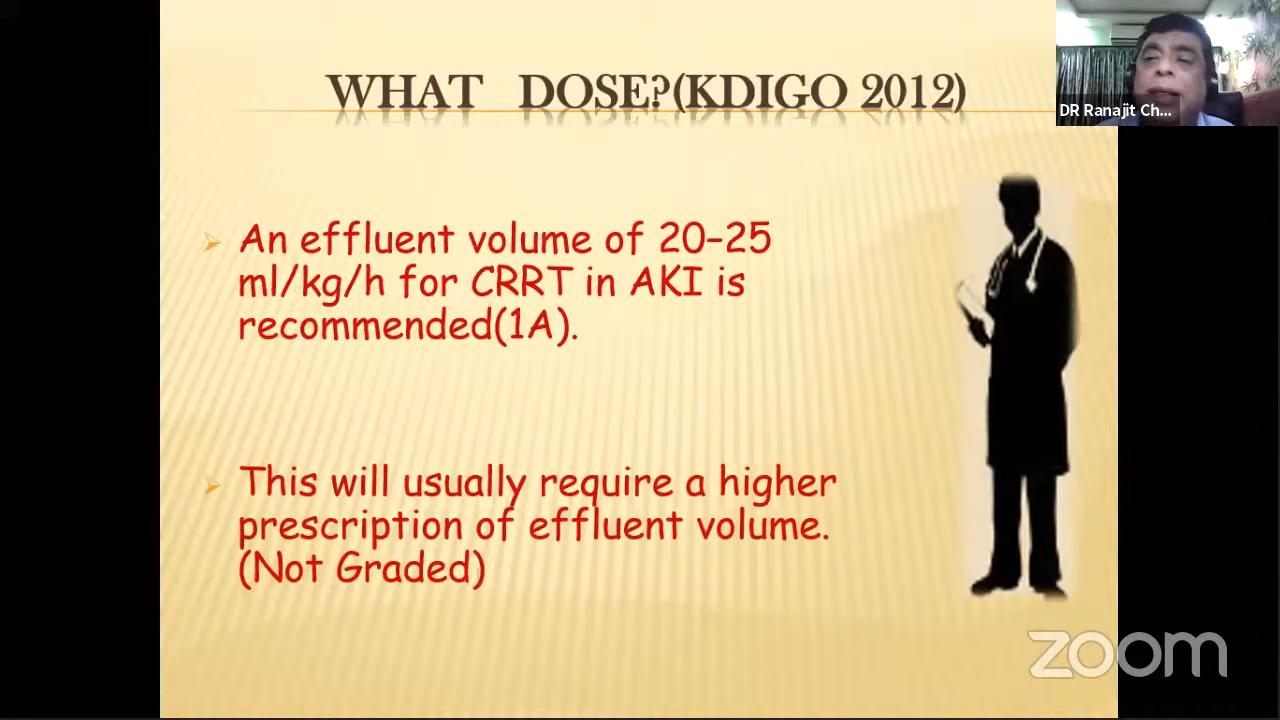 WHAT DOSE?(KDIGO 2012)
DR Ranajit Ch...
An effluent volume of 20–25
ml/kg/h for CRRT in AKI is
recommended(1A).
This will usually require a higher
prescription of effluent volume.
(Not Graded)
zoom